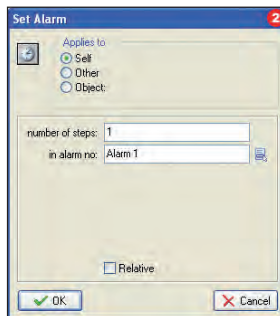 Set Alarm
2
Applies to
Self
Other
Object:
number of steps: 1
in alarm no: Alarm 1
Relative
OK
Cancel